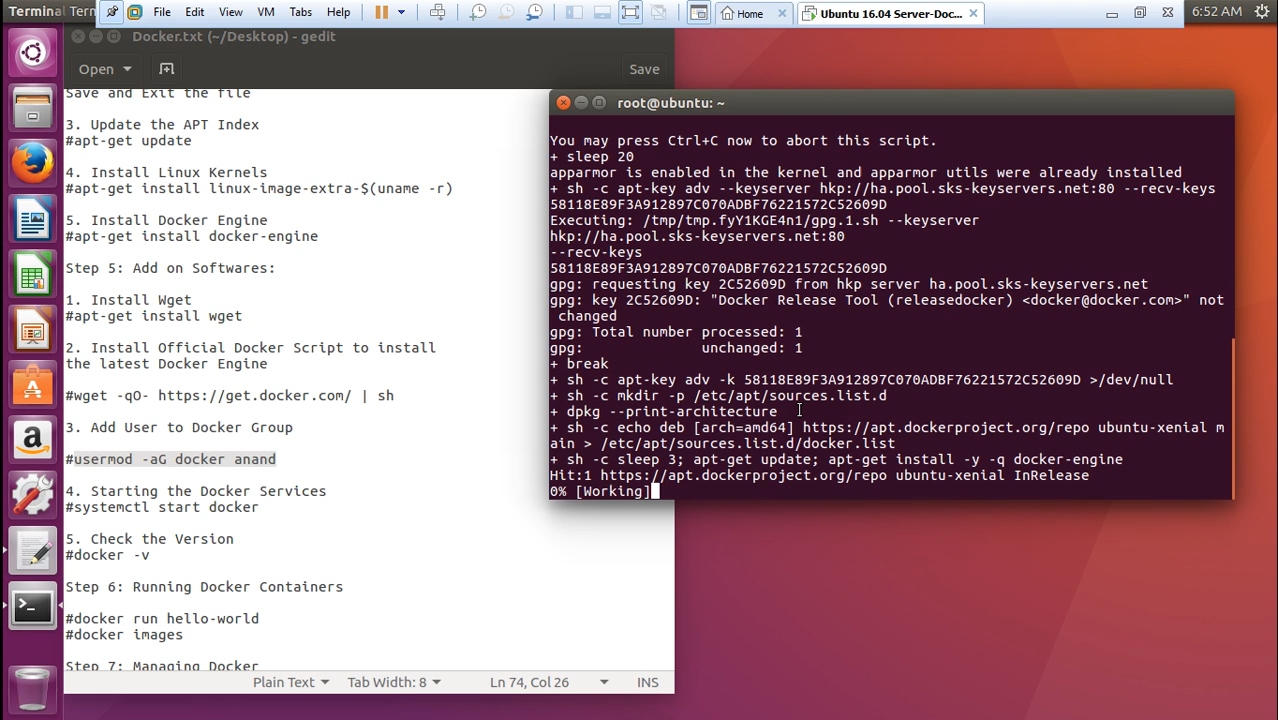 Terminal Tern File Edit View VM Tabs Help Home Ubuntu 16.04 Server-Doc... 6:52 AM
Docker.txt (~/Desktop) - gedit
Open Save
Save and Exit the file
3. Update the APT Index
#apt-get update
4. Install Linux Kernels
#apt-get install linux-image-extra-$(uname -r)
5. Install Docker Engine
#apt-get install docker-engine
Step 5: Add on Softwares:
1. Install Wget
#apt-get install wget
2. Install Official Docker Script to install
the latest Docker Engine
#wget -qO- https://get.docker.com/ | sh
3. Add User to Docker Group
#usermod -aG docker anand
4. Starting the Docker Services
#systemctl start docker
5. Check the Version
#docker -v
Step 6: Running Docker Containers
#docker run hello-world
#docker images
Step 7: Managing Docker
Plain Text Tab Width: 8 Ln 74, Col 26 INS
root@ubuntu: ~
You may press Ctrl+C now to abort this script.
+ sleep 20
apparmor is enabled in the kernel and apparmor utils were already installed
+ sh -c apt-key adv --keyserver hkp://ha.pool.sks-keyservers.net:80 --recv-keys
58118E89F3A912897C070ADBF76221572C52609D
Executing: /tmp/tmp.fyY1KGE4n1/gpg.1.sh --keyserver
hkp://ha.pool.sks-keyservers.net:80
--recv-keys
58118E89F3A912897C070ADBF76221572C52609D
gpg: requesting key 2C52609D from hkp server ha.pool.sks-keyservers.net
gpg: key 2C52609D: "Docker Release Tool (releasedocker) <docker@docker.com>" not
changed
gpg: Total number processed: 1
gpg: unchanged: 1
+ break
+ sh -c apt-key adv -k 58118E89F3A912897C070ADBF76221572C52609D >/dev/null
+ sh -c mkdir -p /etc/apt/sources.list.d
+ dpkg --print-architecture
+ sh -c echo deb [arch=amd64] https://apt.dockerproject.org/repo ubuntu-xenial m
ain > /etc/apt/sources.list.d/docker.list
+ sh -c sleep 3; apt-get update; apt-get install -y -q docker-engine
Hit:1 https://apt.dockerproject.org/repo ubuntu-xenial InRelease
0% [Working]